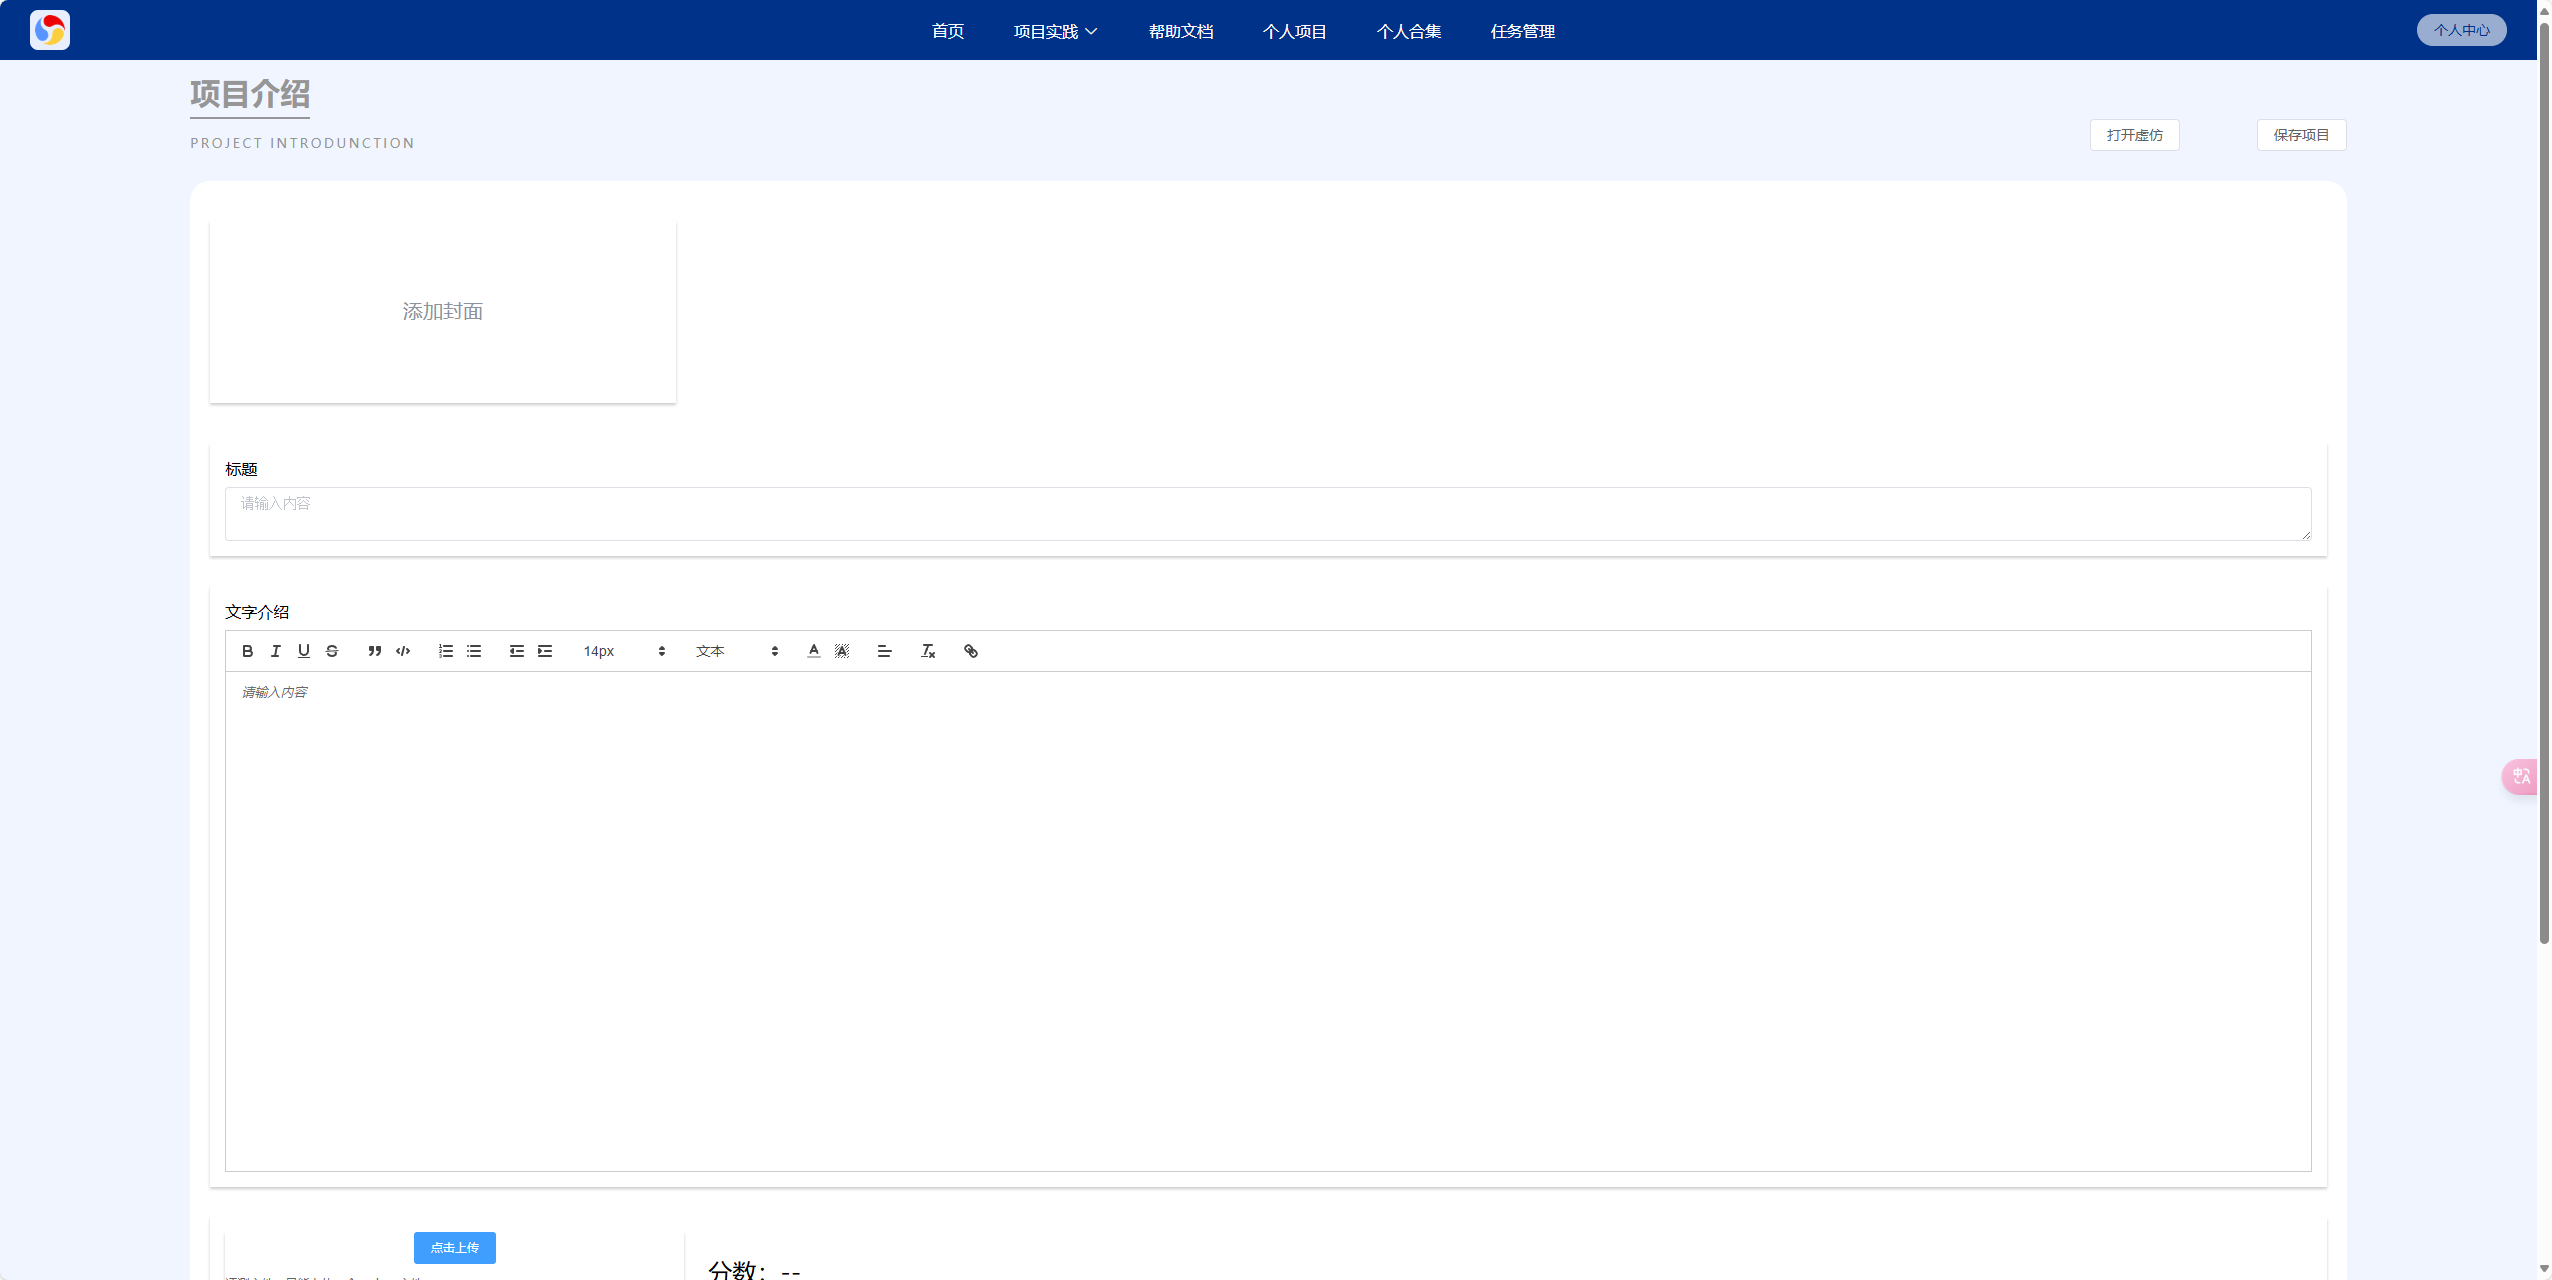 首页 项目实践 帮助文档 个人项目 个人合集 任务管理 个人中心
项目介绍
PROJECT INTRODUNCTION
打开虚仿 保存项目
添加封面
标题
请输入内容
文字介绍
14px 文本
请输入内容
点击上传
分数：--